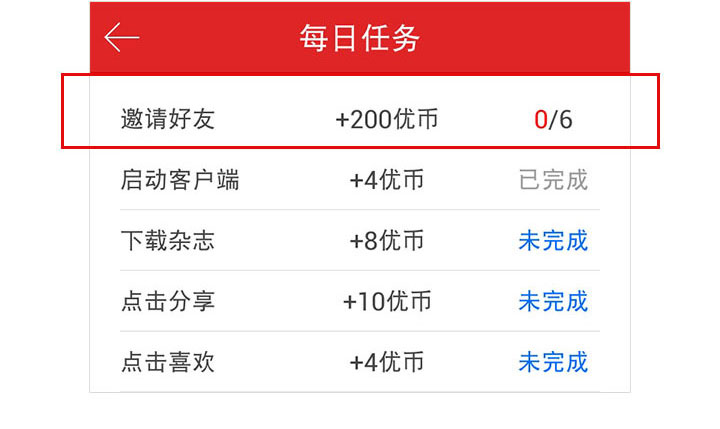 每日任务
邀请好友 +200优币 0/6
启动客户端 +4优币 已完成
下载杂志 +8优币 未完成
点击分享 +10优币 未完成
点击喜欢 +4优币 未完成